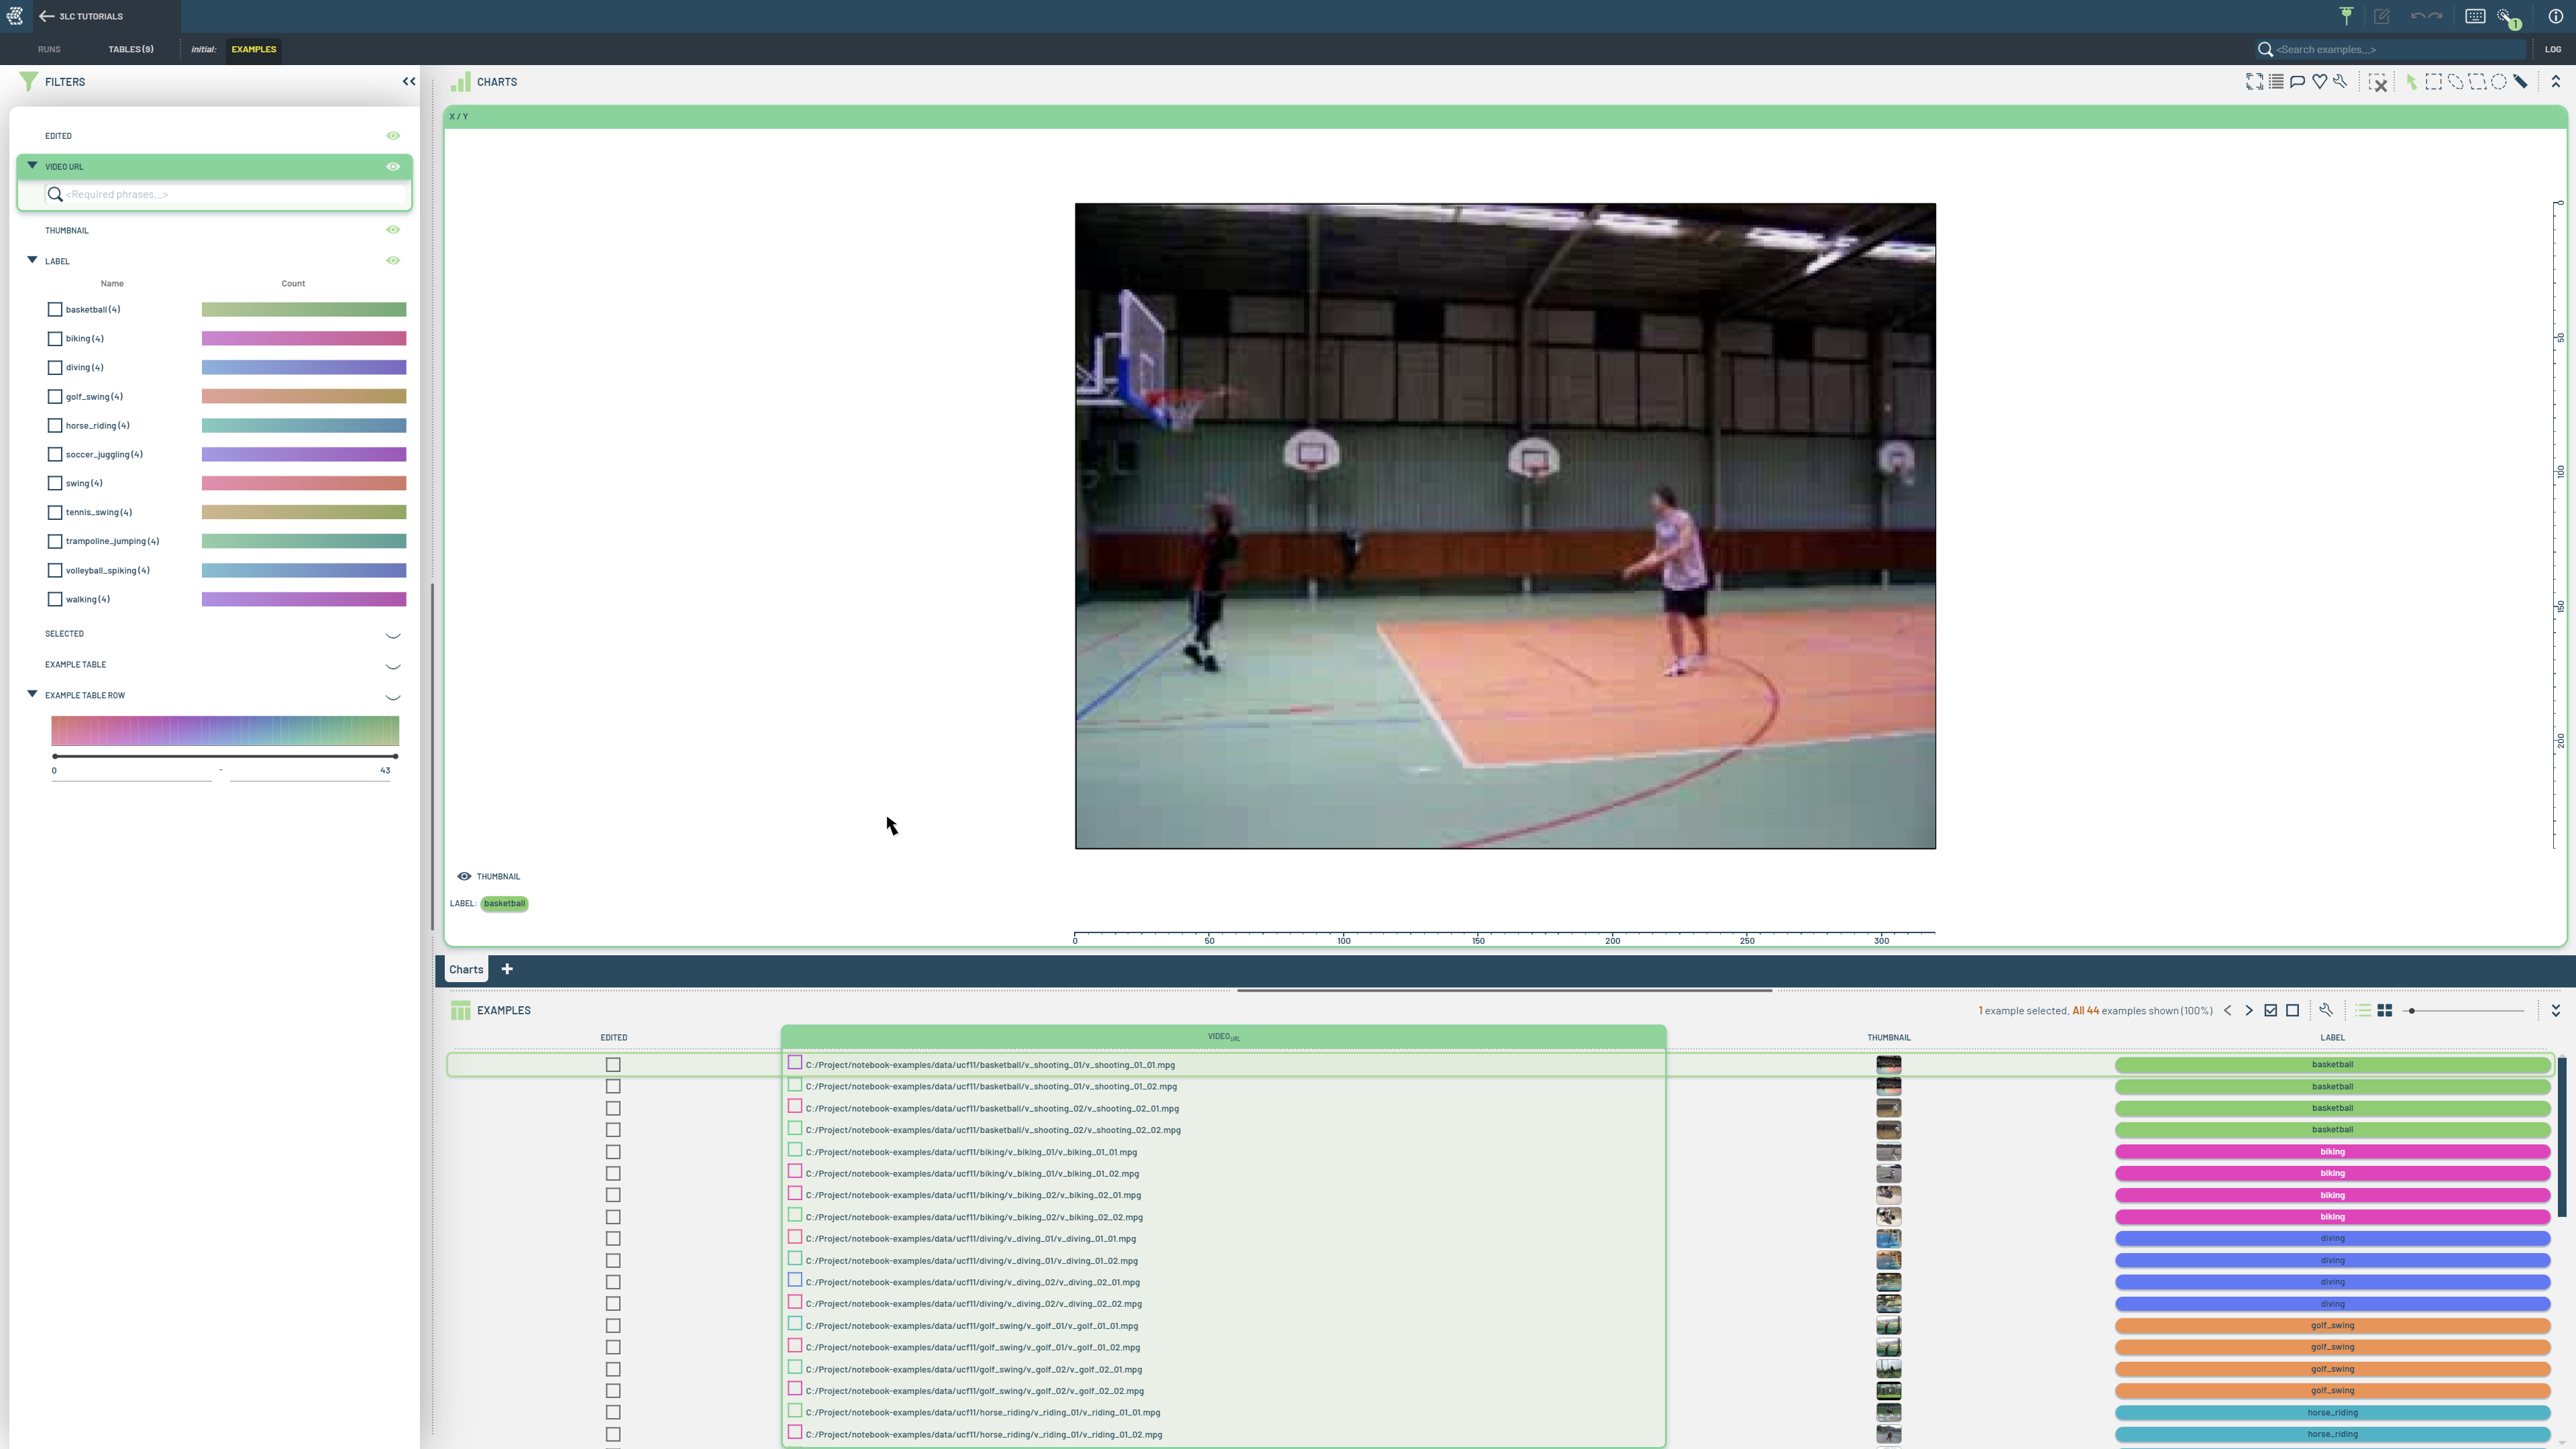 3LC TUTORIALS
1
RUNS TABLES (9) initial: EXAMPLES <Search examples...> LOG
FILTERS
EDITED
VIDEO URL
<Required phrases...>
THUMBNAIL
LABEL
Name Count
basketball (4)
biking (4)
diving (4)
golf_swing (4)
horse_riding (4)
soccer_juggling (4)
swing (4)
tennis_swing (4)
trampoline_jumping (4)
volleyball_spiking (4)
walking (4)
SELECTED
EXAMPLE TABLE
EXAMPLE TABLE ROW
0 - 43
CHARTS
X / Y
0
50
100
150
200
THUMBNAIL
LABEL: basketball
0 50 100 150 200 250 300
Charts +
EXAMPLES
1 example selected. All 44 examples shown (100%)
EDITED VIDEO URL THUMBNAIL LABEL
C:/Project/notebook-examples/data/ucf11/basketball/v_shooting_01/v_shooting_01_01.mpg basketball
C:/Project/notebook-examples/data/ucf11/basketball/v_shooting_01/v_shooting_01_02.mpg basketball
C:/Project/notebook-examples/data/ucf11/basketball/v_shooting_02/v_shooting_02_01.mpg basketball
C:/Project/notebook-examples/data/ucf11/basketball/v_shooting_02/v_shooting_02_02.mpg basketball
C:/Project/notebook-examples/data/ucf11/biking/v_biking_01/v_biking_01_01.mpg biking
C:/Project/notebook-examples/data/ucf11/biking/v_biking_01/v_biking_01_02.mpg biking
C:/Project/notebook-examples/data/ucf11/biking/v_biking_02/v_biking_02_01.mpg biking
C:/Project/notebook-examples/data/ucf11/biking/v_biking_02/v_biking_02_02.mpg biking
C:/Project/notebook-examples/data/ucf11/diving/v_diving_01/v_diving_01_01.mpg diving
C:/Project/notebook-examples/data/ucf11/diving/v_diving_01/v_diving_01_02.mpg diving
C:/Project/notebook-examples/data/ucf11/diving/v_diving_02/v_diving_02_01.mpg diving
C:/Project/notebook-examples/data/ucf11/diving/v_diving_02/v_diving_02_02.mpg diving
C:/Project/notebook-examples/data/ucf11/golf_swing/v_golf_01/v_golf_01_01.mpg golf_swing
C:/Project/notebook-examples/data/ucf11/golf_swing/v_golf_01/v_golf_01_02.mpg golf_swing
C:/Project/notebook-examples/data/ucf11/golf_swing/v_golf_02/v_golf_02_01.mpg golf_swing
C:/Project/notebook-examples/data/ucf11/golf_swing/v_golf_02/v_golf_02_02.mpg golf_swing
C:/Project/notebook-examples/data/ucf11/horse_riding/v_riding_01/v_riding_01_01.mpg horse_riding
C:/Project/notebook-examples/data/ucf11/horse_riding/v_riding_01/v_riding_01_02.mpg horse_riding